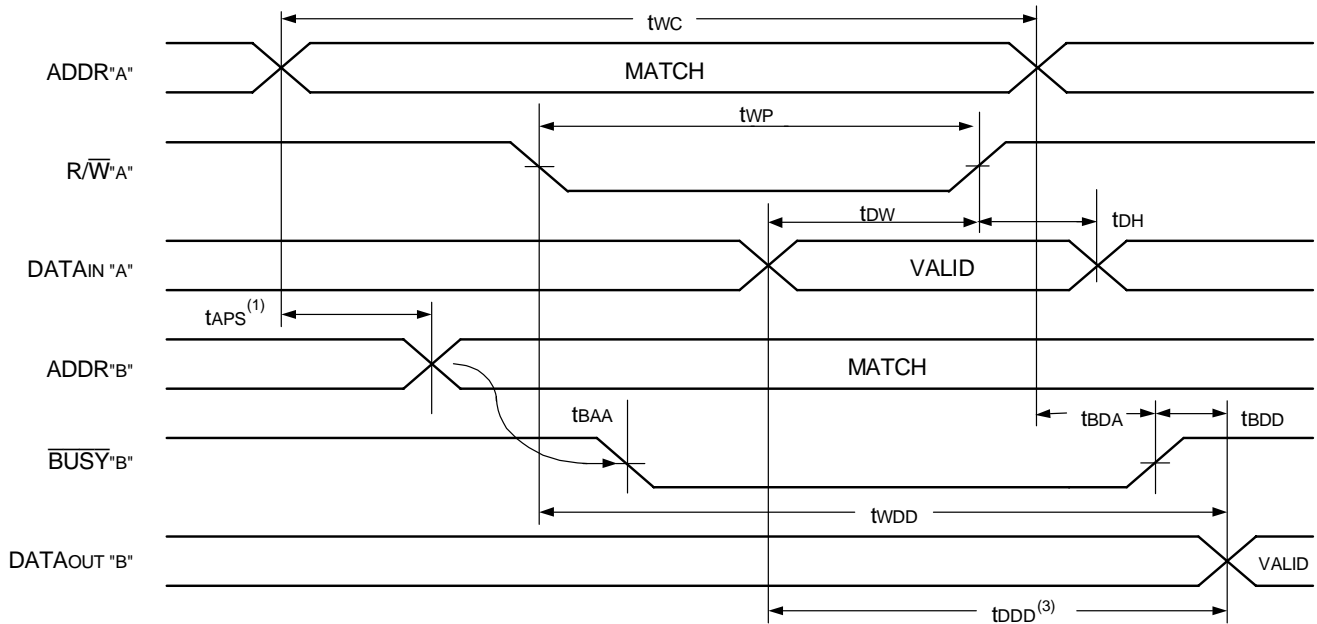 tWC
ADDR"A"
MATCH
tWP
R/W̅"A"
tDW
tDH
DATAIN "A"
VALID
tAPS(1)
ADDR"B"
MATCH
tBAA
tBDA
tBDD
B̅U̅S̅Y̅"B"
tWDD
DATAOUT "B"
VALID
tDDD(3)